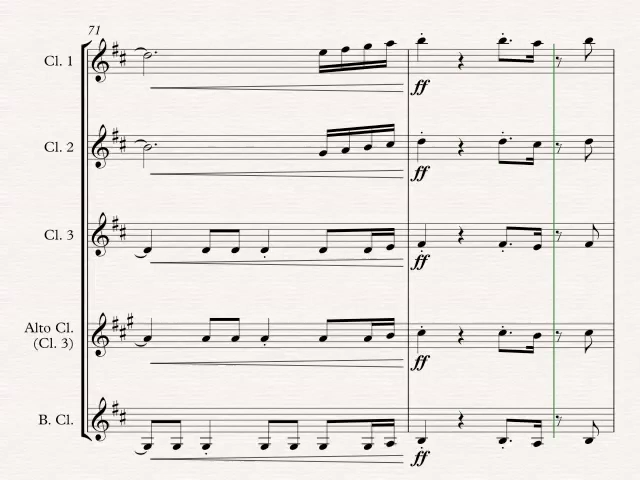 71
Cl. 1
ff
Cl. 2
ff
Cl. 3
ff
Alto Cl.
(Cl. 3)
ff
B. Cl.
ff